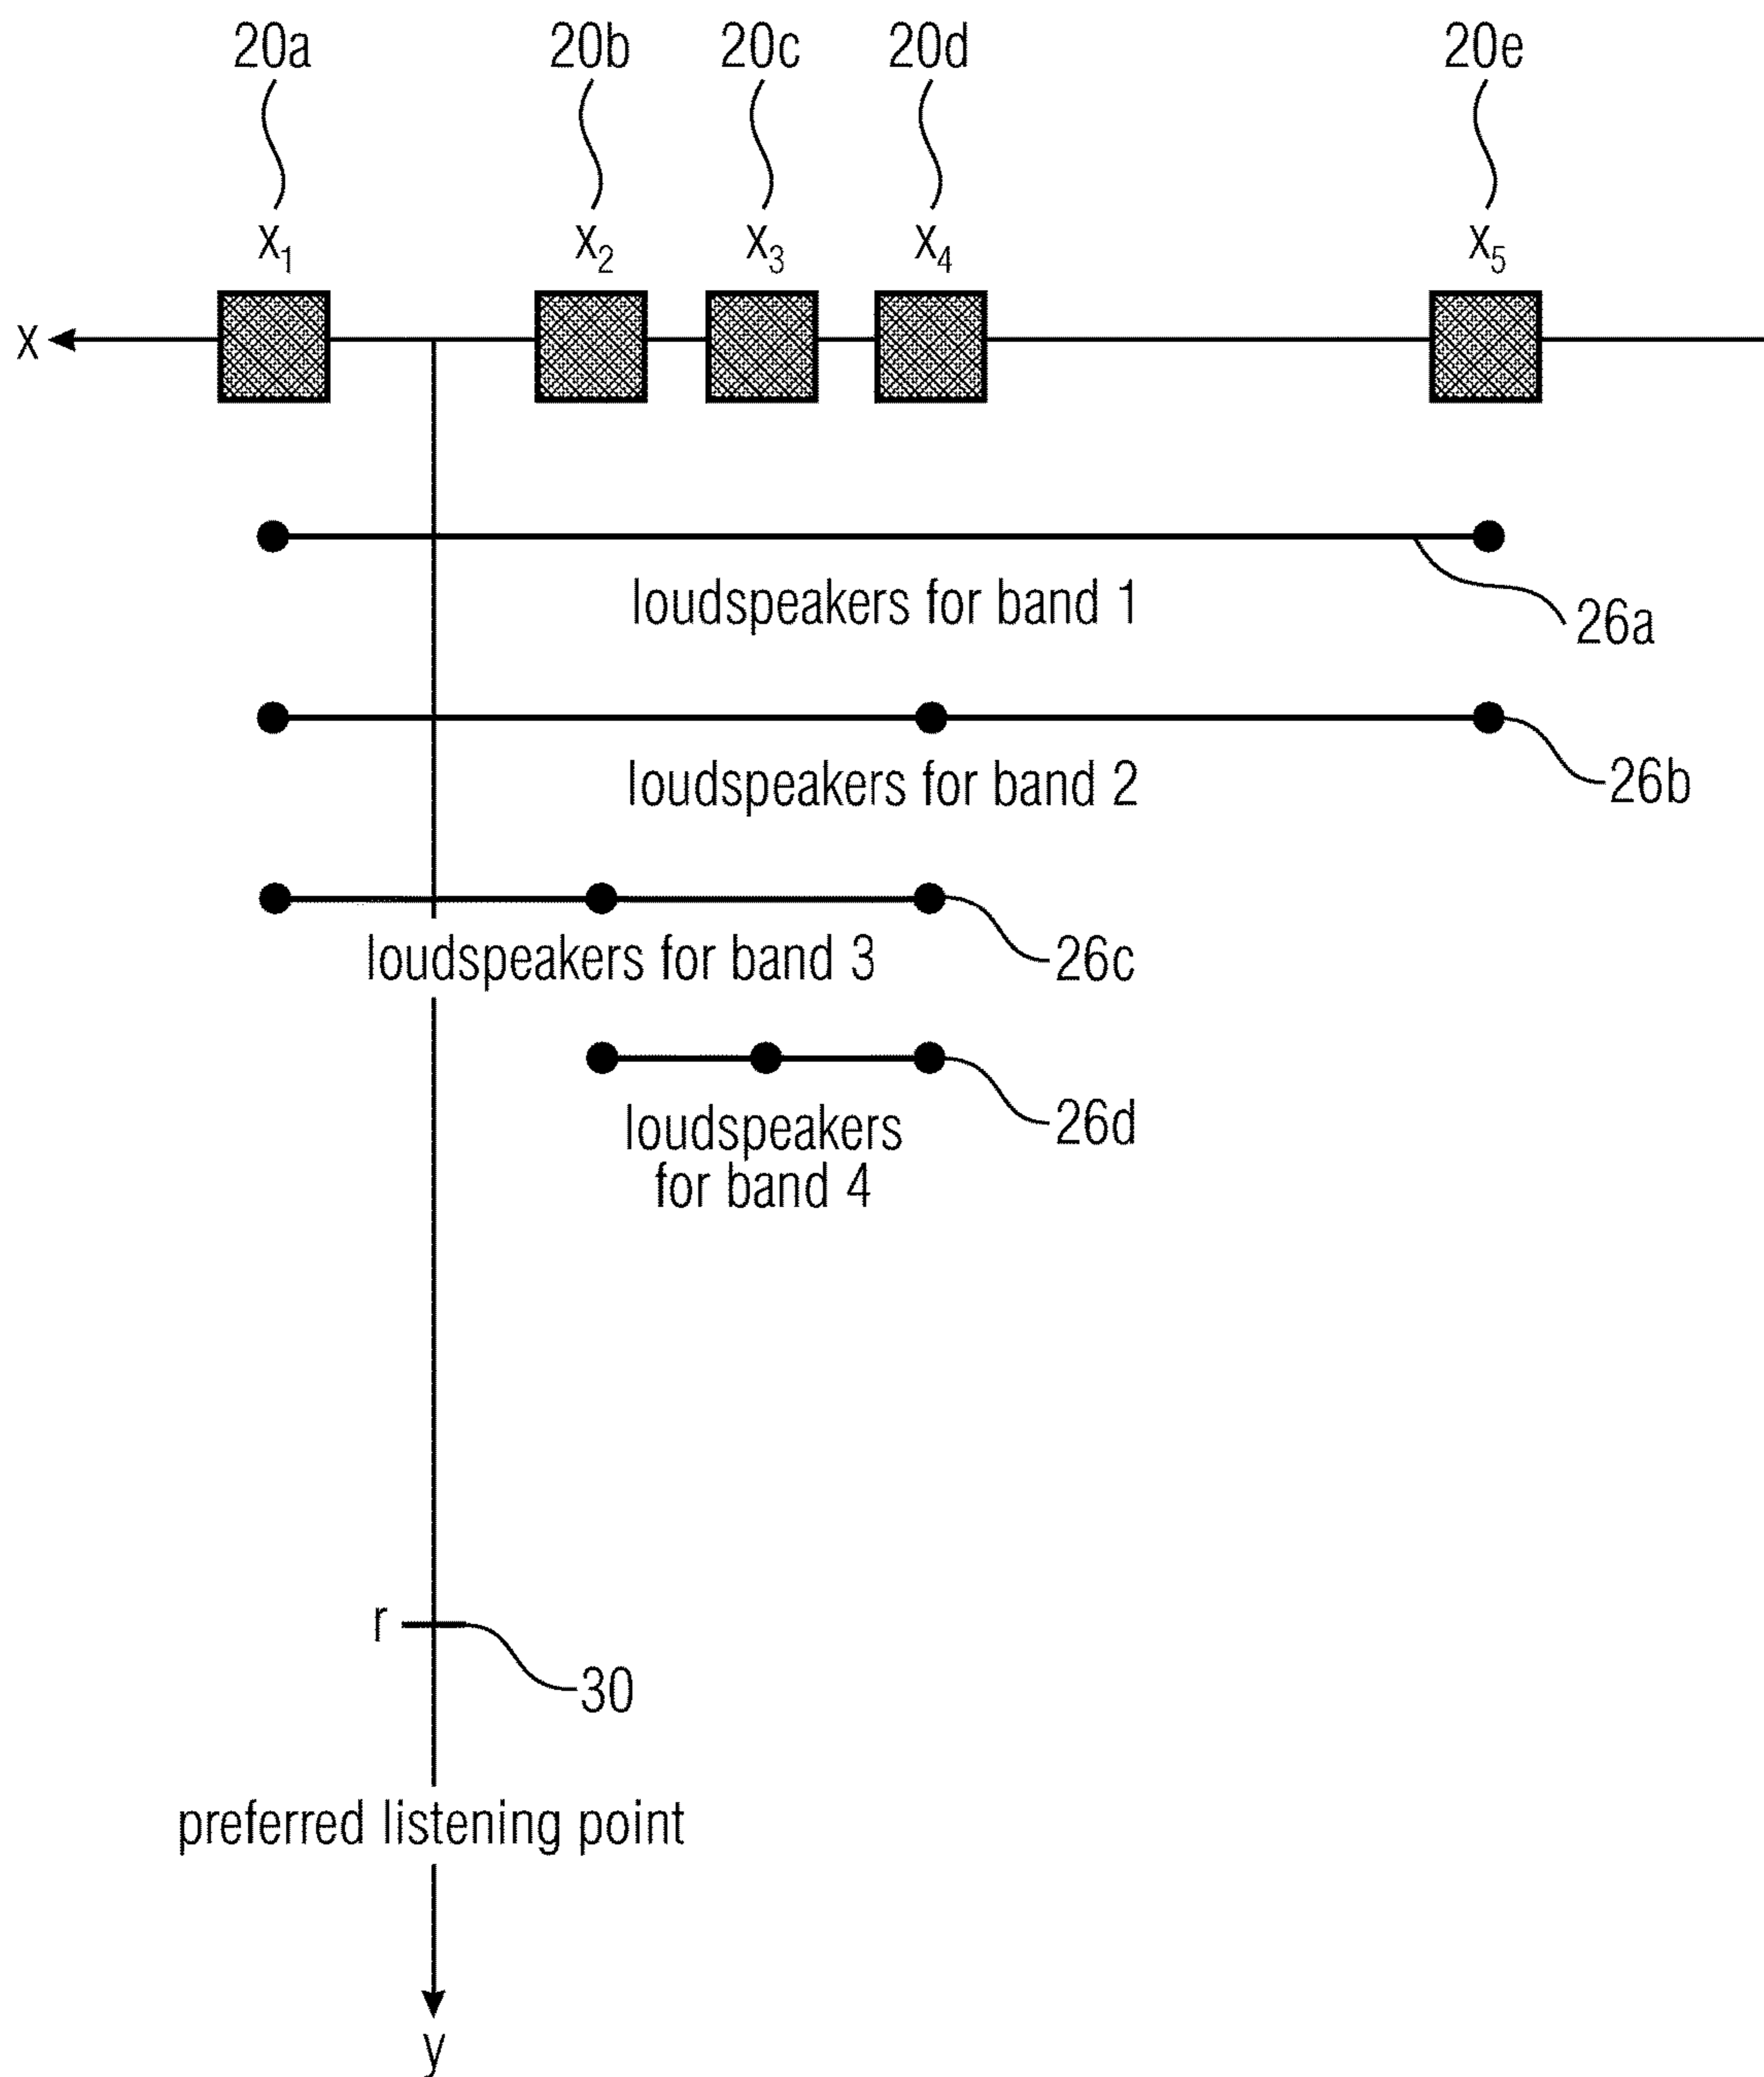 20a 20b 20c 20d 20e
x1 x2 x3 x4 x5
x
loudspeakers for band 1
26a
loudspeakers for band 2
26b
loudspeakers for band 3
26c
loudspeakers
for band 4
26d
r
30
preferred listening point
y